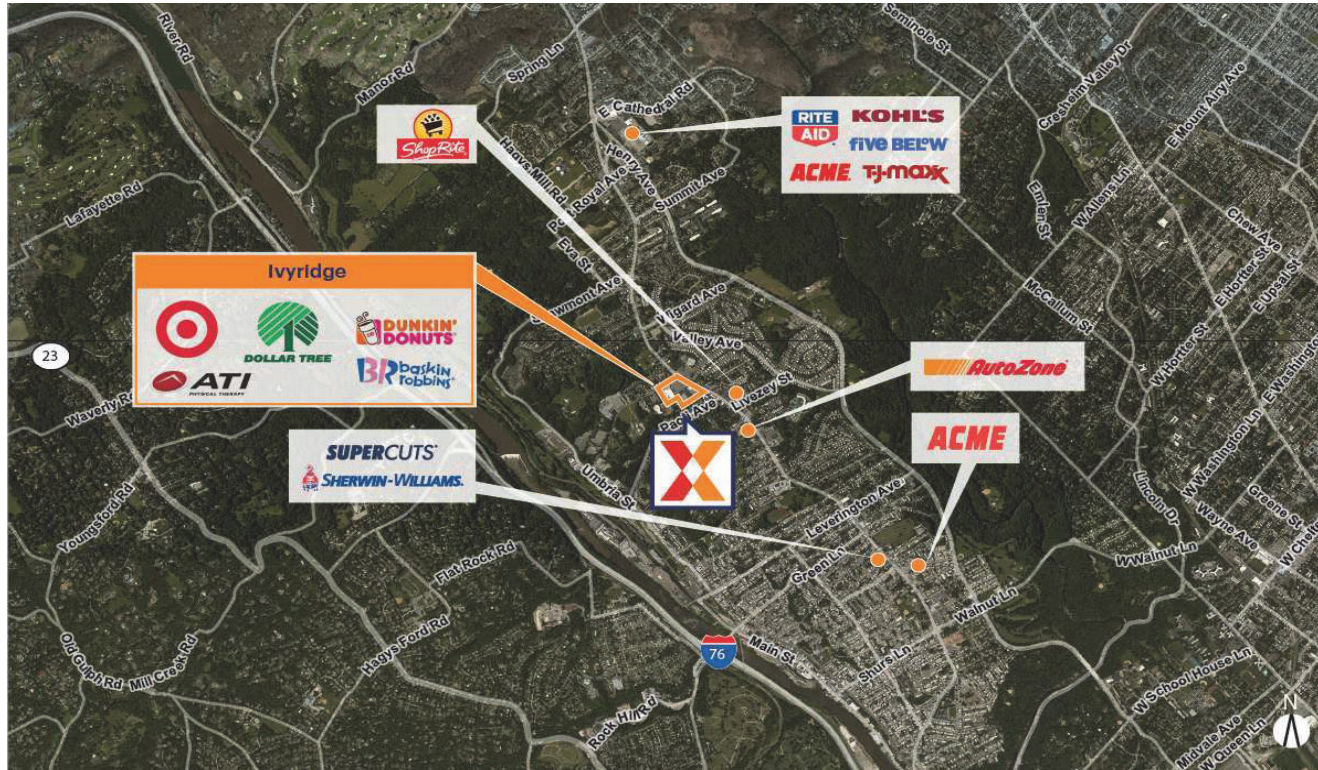 River Rd
Manor Rd
Spring Ln
E. Cathedral Rd
Seminole St
Cresheim Valley Dr
E Mount Airy Ave
ShopRite
RITE AID
KOHL'S
five BELOW
ACME
T·J·maxx
Lafayette Rd
Hagys Mill Rd
Port Royal Ave
Henry Ave
Summit Ave
Eva St
Emlen St
W Allens Ln
Chew Ave
E Hortter St
E Upsal St
McCallum St
Ivyridge
DOLLAR TREE
DUNKIN' DONUTS
BR baskin robbins
ATI
PHYSICAL THERAPY
Valley Ave
Livezey St
AutoZone
W Hortter St
E Washington
23
Waverly Rd
ACME
SUPERCUTS
SHERWIN-WILLIAMS
Umbria St
Leverington Ave
Green Ln
W Washington Ln
Lincoln Dr
Wayne Ave
Greene St
W Walnut Ln
Youngsford Rd
Flat Rock Rd
Walnut Ln
Old Gulph Rd
Mill Creek Rd
Hagys Ford Rd
76
Main St
Shurs Ln
Rock Hill Rd
W School House Ln
Midvale Ave
W Queen Ln
N